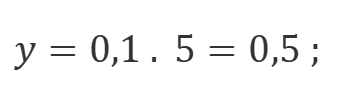 y = 0,1 . 5 = 0,5 ;